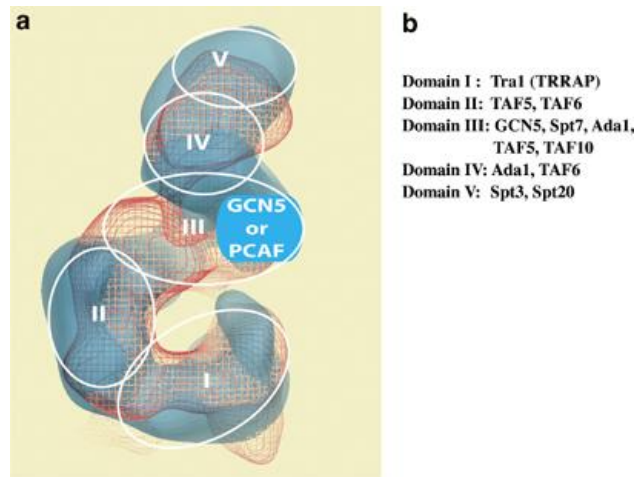 a
b
V
IV
III
GCN5
or
PCAF
II
I
Domain I : Tra1 (TRRAP)
Domain II: TAF5, TAF6
Domain III: GCN5, Spt7, Ada1,
TAF5, TAF10
Domain IV: Ada1, TAF6
Domain V: Spt3, Spt20